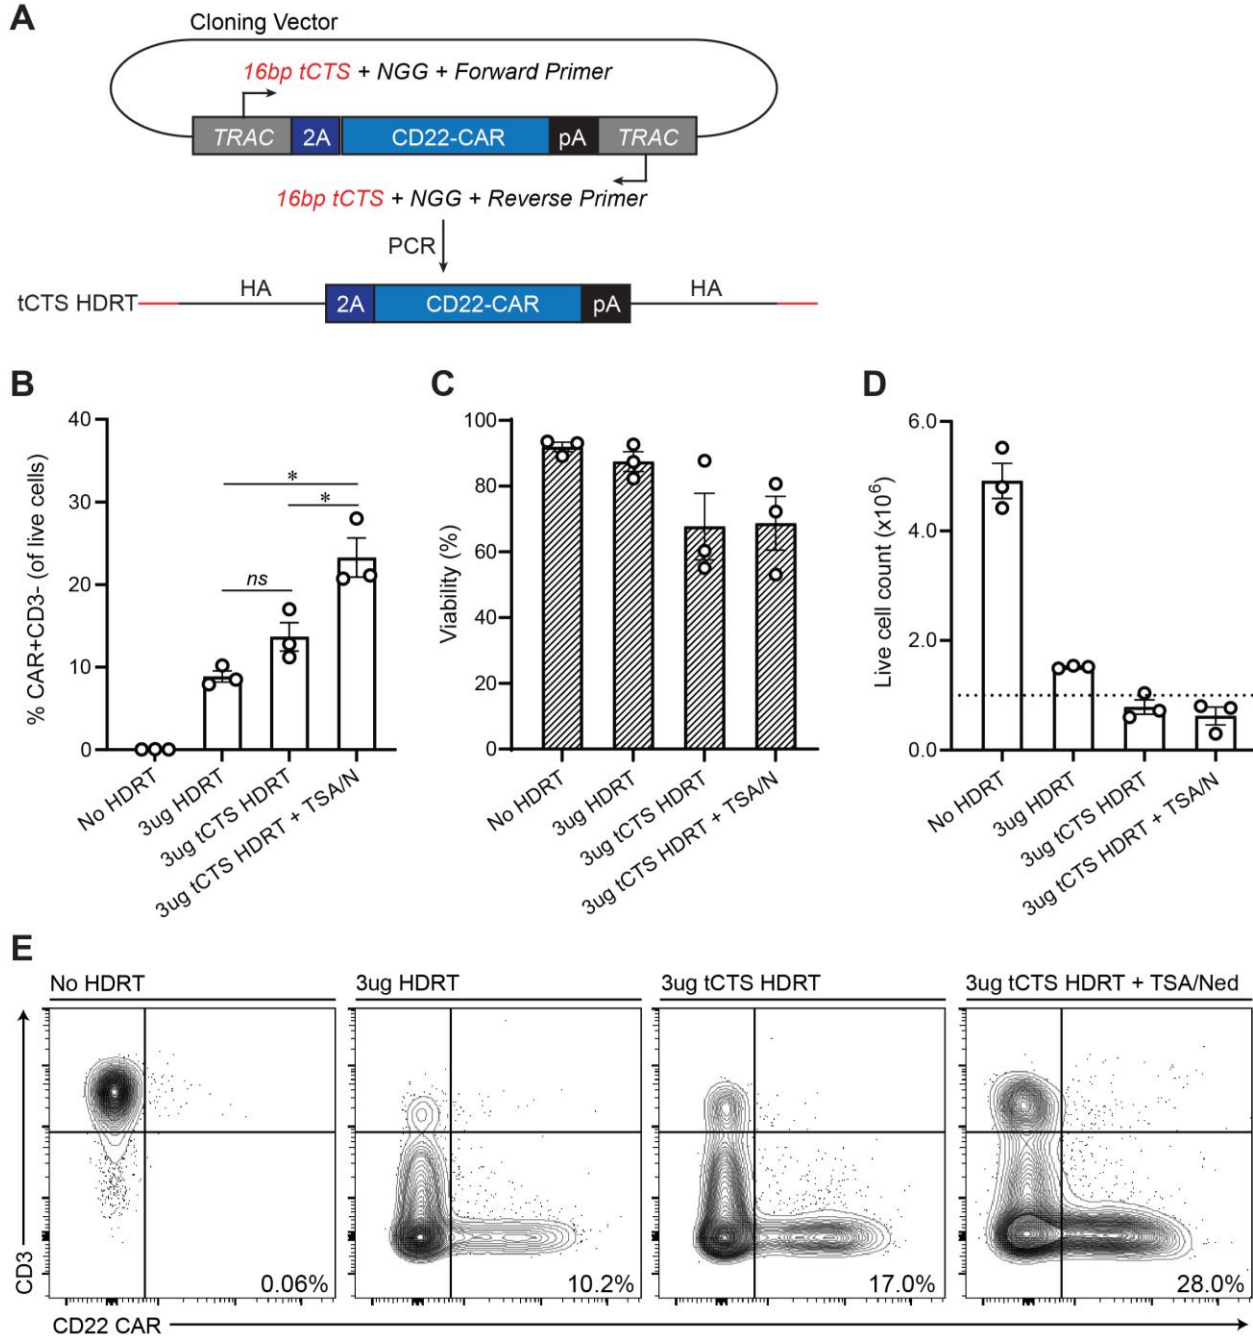 A
Cloning Vector
16bp tCTS + NGG + Forward Primer
TRAC
2A
CD22-CAR
pA
TRAC
16bp tCTS + NGG + Reverse Primer
PCR
tCTS HDRT
HA
2A
CD22-CAR
pA
HA
B
% CAR+CD3- (of live cells)
40
30
20
10
0
ns
*
*
No HDRT
3ug HDRT
3ug tCTS HDRT
3ug tCTS HDRT + TSA/N
C
Viability (%)
100
80
60
40
20
0
No HDRT
3ug HDRT
3ug tCTS HDRT
3ug tCTS HDRT + TSA/N
D
Live cell count (x10⁶)
6.0
4.0
2.0
0.0
No HDRT
3ug HDRT
3ug tCTS HDRT
3ug tCTS HDRT + TSA/N
E
No HDRT
3ug HDRT
3ug tCTS HDRT
3ug tCTS HDRT + TSA/Ned
0.06%
10.2%
17.0%
28.0%
CD3
CD22 CAR